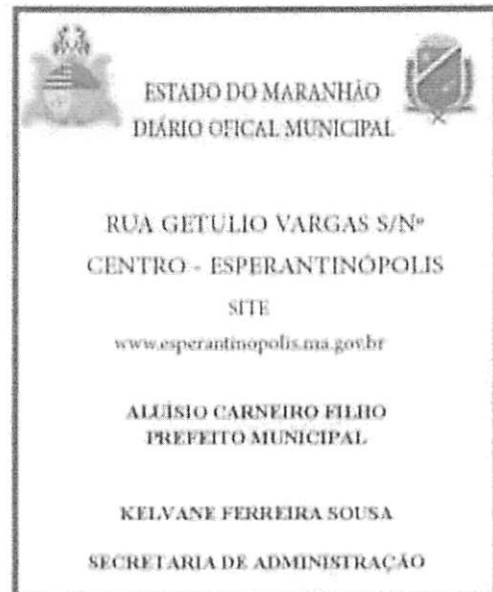 ESTADO DO MARANHÃO
DIÁRIO OFICAL MUNICIPAL
RUA GETULIO VARGAS S/Nº
CENTRO - ESPERANTINÓPOLIS
SITE
www.esperantinopolis.ma.gov.br
ALUÍSIO CARNEIRO FILHO
PREFEITO MUNICIPAL
KELVANE FERREIRA SOUSA
SECRETARIA DE ADMINISTRAÇÃO